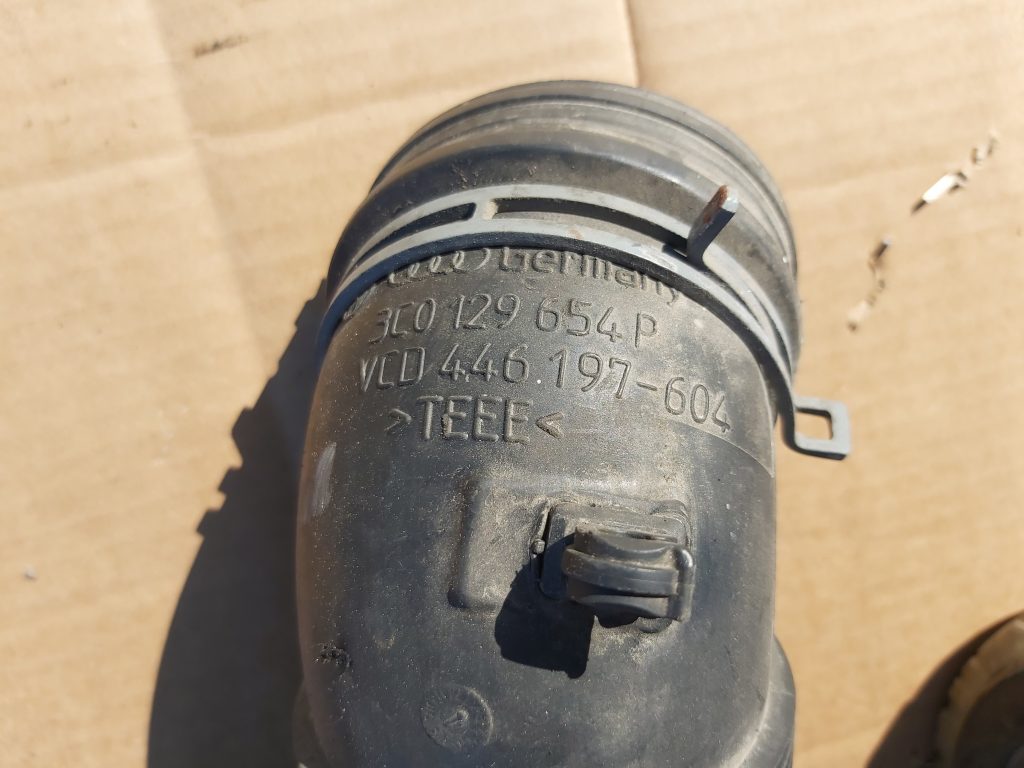 Germany
3C0 129 654 P
VCD 446 197-604
>TEEE<